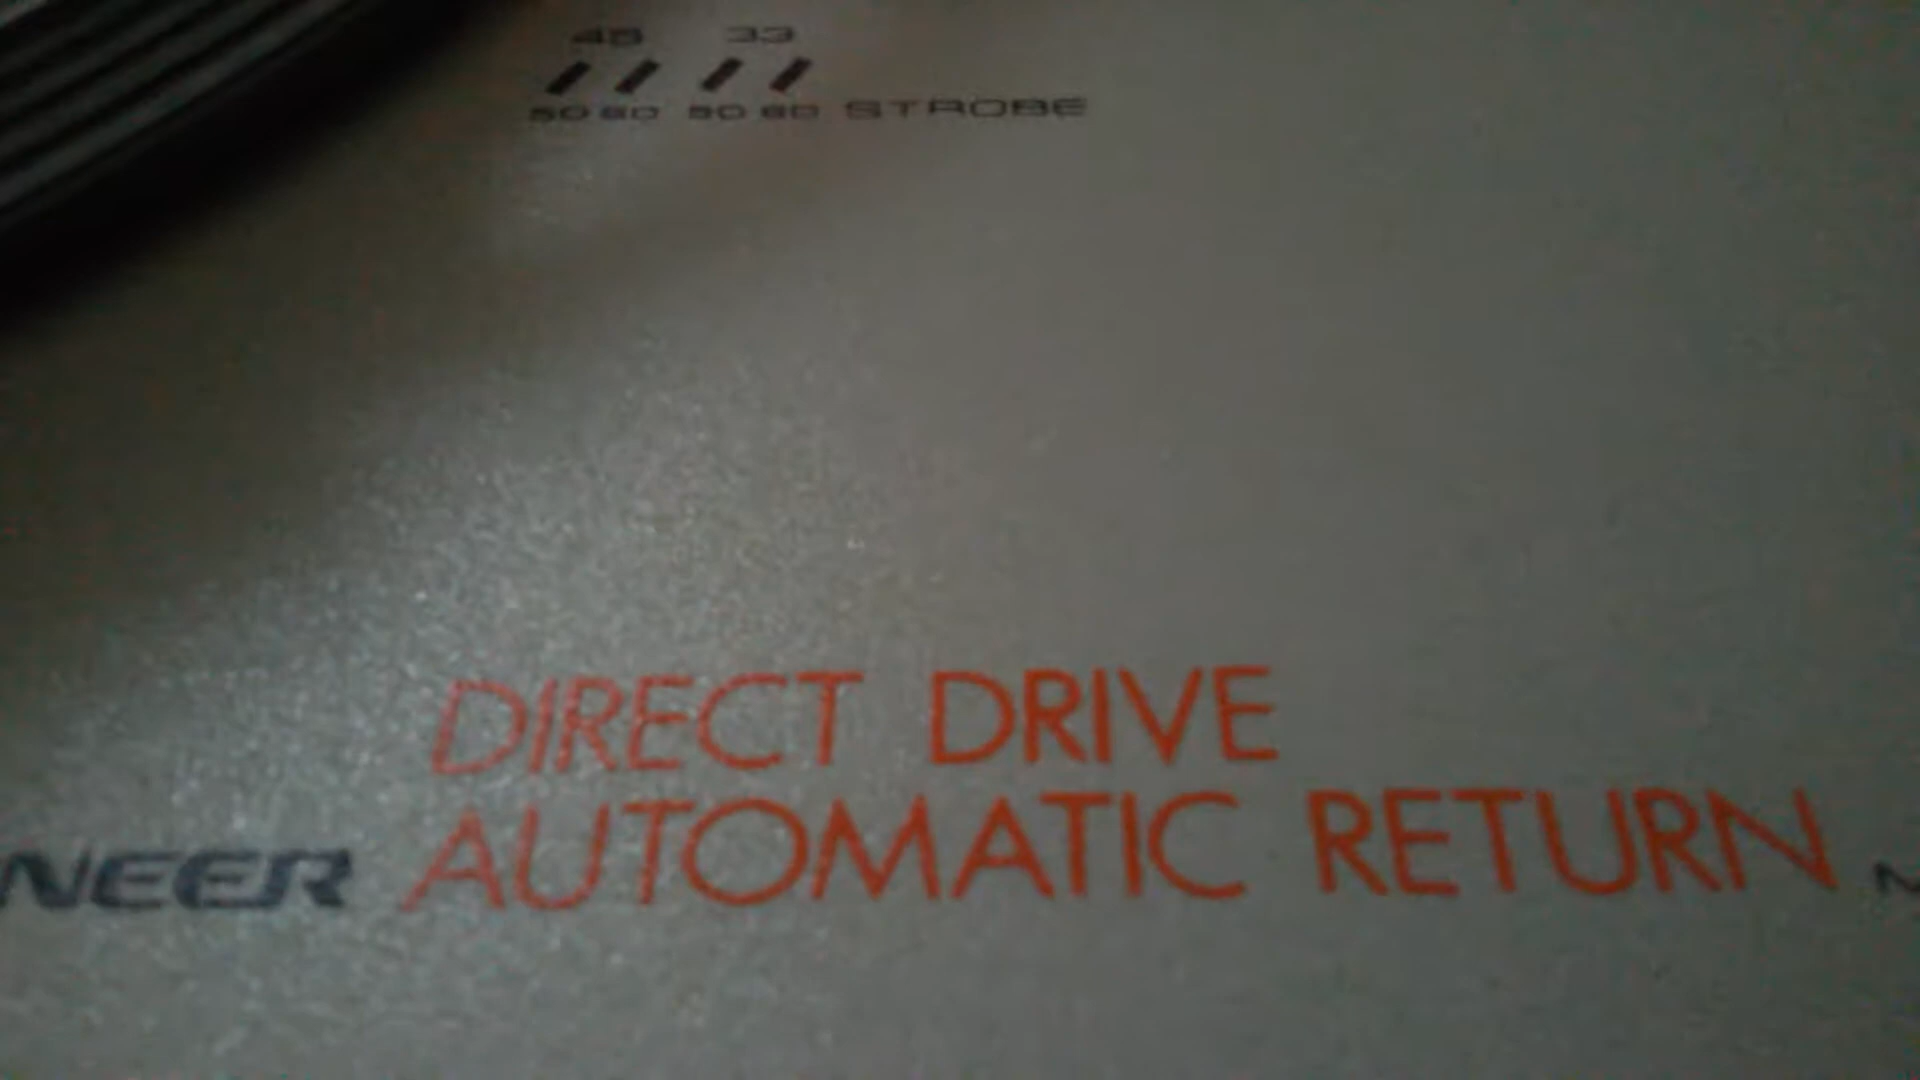 45 33
50 60 50 60 STROBE
DIRECT DRIVE
NEER AUTOMATIC RETURN